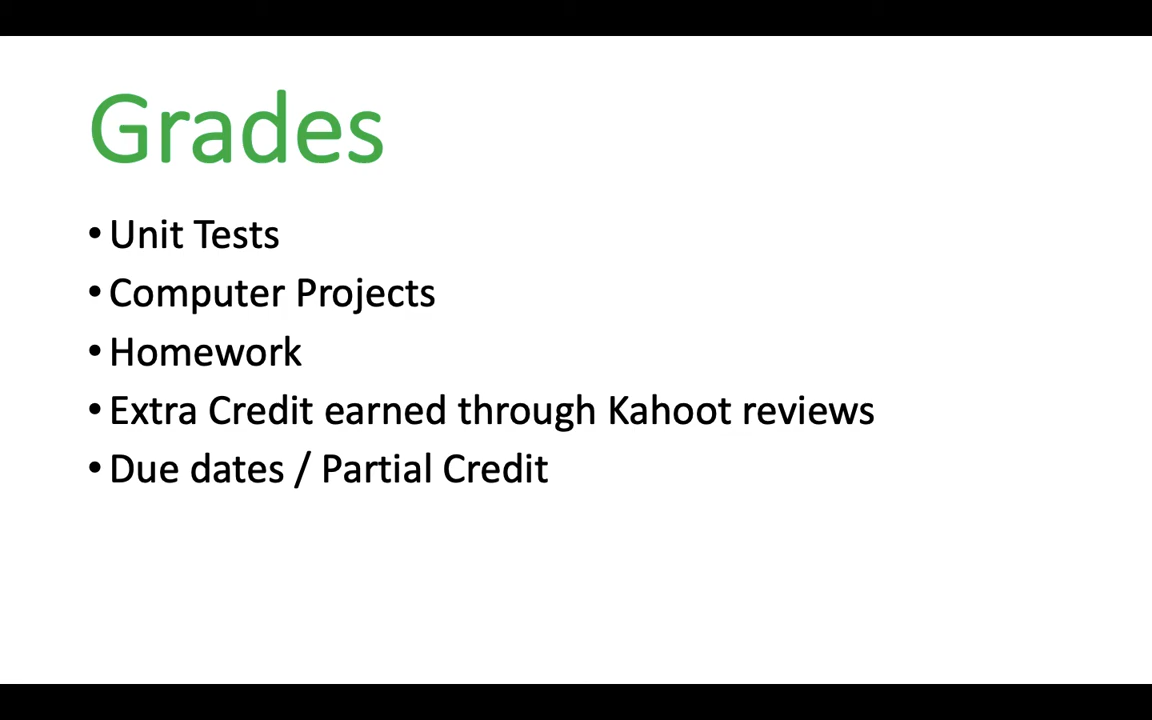 Grades
• Unit Tests
• Computer Projects
• Homework
• Extra Credit earned through Kahoot reviews
• Due dates / Partial Credit